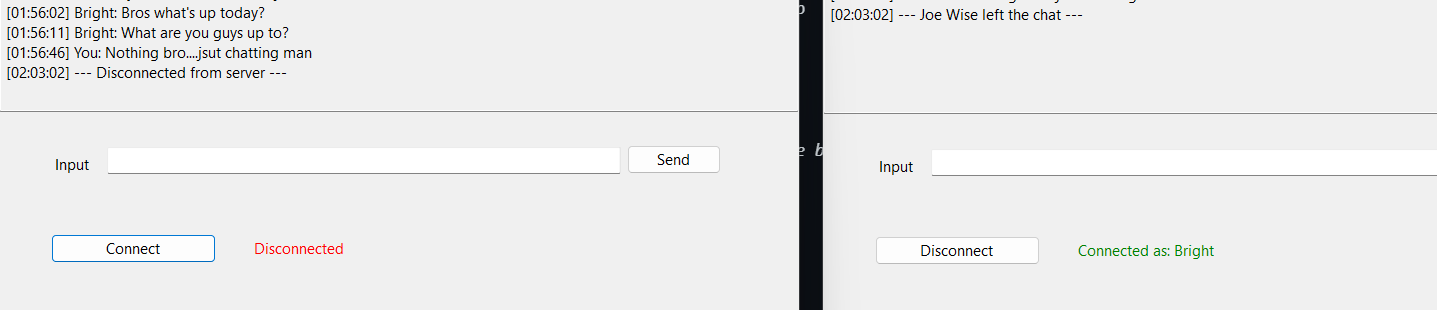 [01:56:02] Bright: Bros what's up today?
[01:56:11] Bright: What are you guys up to?
[01:56:46] You: Nothing bro....jsut chatting man
[02:03:02] --- Disconnected from server ---
Input
Send
Connect
Disconnected
[02:03:02] --- Joe Wise left the chat ---
Input
Disconnect
Connected as: Bright